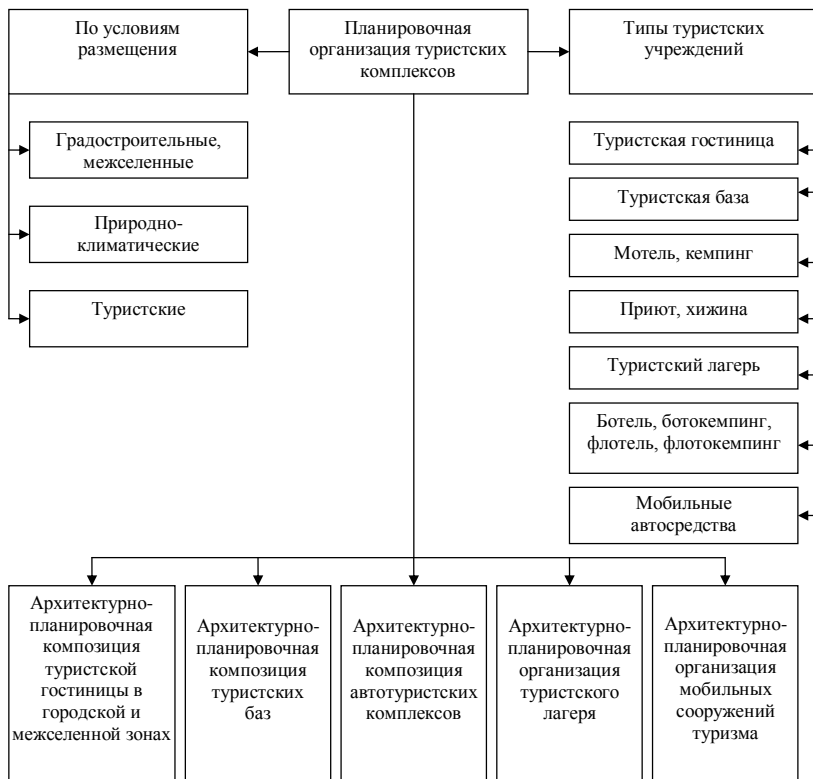 По условиям
размещения
Планировочная
организация туристских
комплексов
Типы туристских
учреждений
Градостроительные,
межселенные
Природно-
климатические
Туристские
Туристская гостиница
Туристская база
Мотель, кемпинг
Приют, хижина
Туристский лагерь
Ботель, ботокемпинг,
флотель, флотокемпинг
Мобильные
автосредства
Архитектурно-
планировочная
композиция
туристской
гостиницы в
городской и
межселенной зонах
Архитектурно-
планировочная
композиция
туристских
баз
Архитектурно-
планировочная
композиция
автотуристских
комплексов
Архитектурно-
планировочная
организация
туристского
лагеря
Архитектурно-
планировочная
организация
мобильных
сооружений
туризма